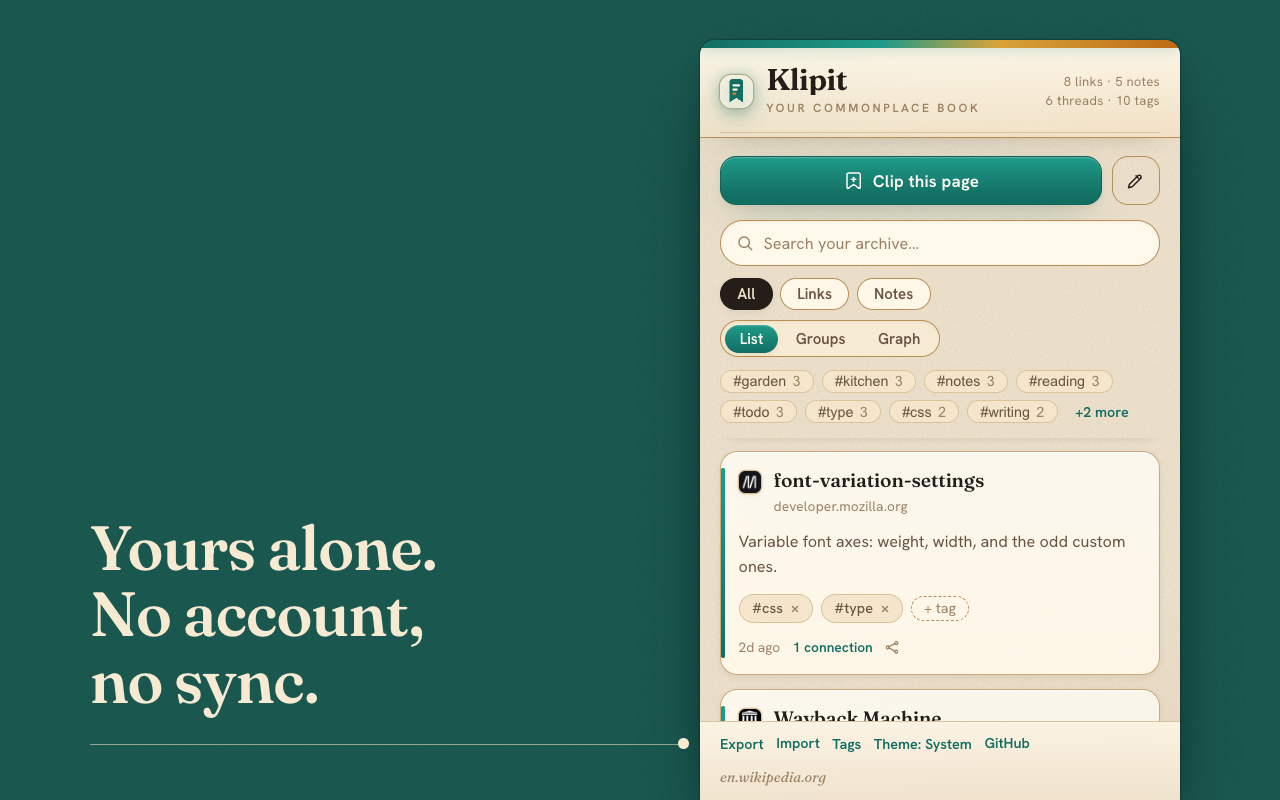 Yours alone.
No account,
no sync.
Klipit
YOUR COMMONPLACE BOOK
8 links · 5 notes
6 threads · 10 tags
Clip this page
Search your archive…
All Links Notes
List Groups Graph
#garden 3 #kitchen 3 #notes 3 #reading 3
#todo 3 #type 3 #css 2 #writing 2 +2 more
font-variation-settings
developer.mozilla.org
Variable font axes: weight, width, and the odd custom
ones.
#css × #type × + tag
2d ago 1 connection
Wayback Machine
Export Import Tags Theme: System GitHub
en.wikipedia.org